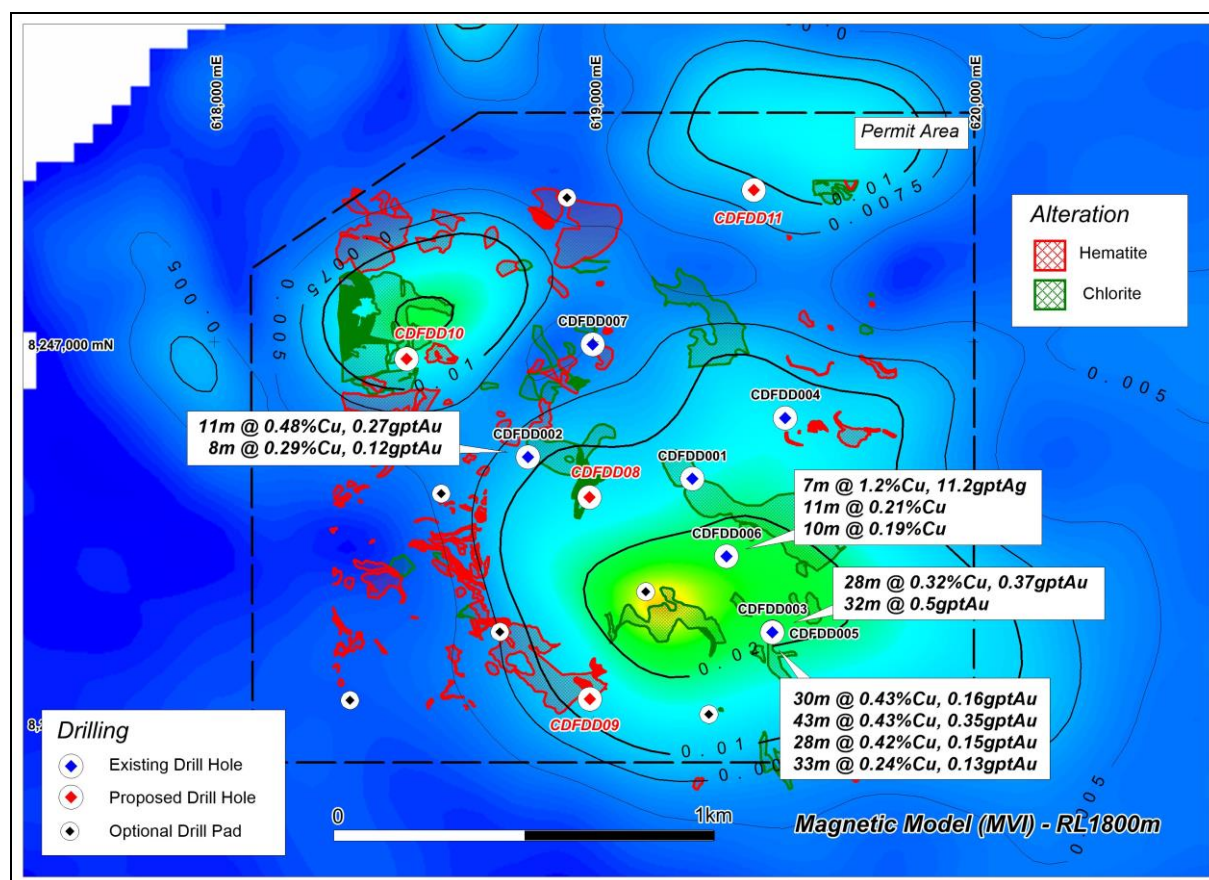 618,000 mE
619,000 mE
620,000 mE
Permit Area
0.01
0.0075
CDFDD11
Alteration
Hematite
Chlorite
0.005
0.0075
0.005
CDFDD10
0.01
CDFDD007
8,247,000 mN
0.005
CDFDD004
11m @ 0.48%Cu, 0.27gptAu
8m @ 0.29%Cu, 0.12gptAu
CDFDD002
CDFDD08
CDFDD001
7m @ 1.2%Cu, 11.2gptAg
11m @ 0.21%Cu
10m @ 0.19%Cu
CDFDD006
28m @ 0.32%Cu, 0.37gptAu
32m @ 0.5gptAu
CDFDD003
CDFDD005
0.02
30m @ 0.43%Cu, 0.16gptAu
43m @ 0.43%Cu, 0.35gptAu
28m @ 0.42%Cu, 0.15gptAu
33m @ 0.24%Cu, 0.13gptAu
CDFDD09
0.01
0.005
Drilling
Existing Drill Hole
Proposed Drill Hole
Optional Drill Pad
0
1km
Magnetic Model (MVI) - RL1800m